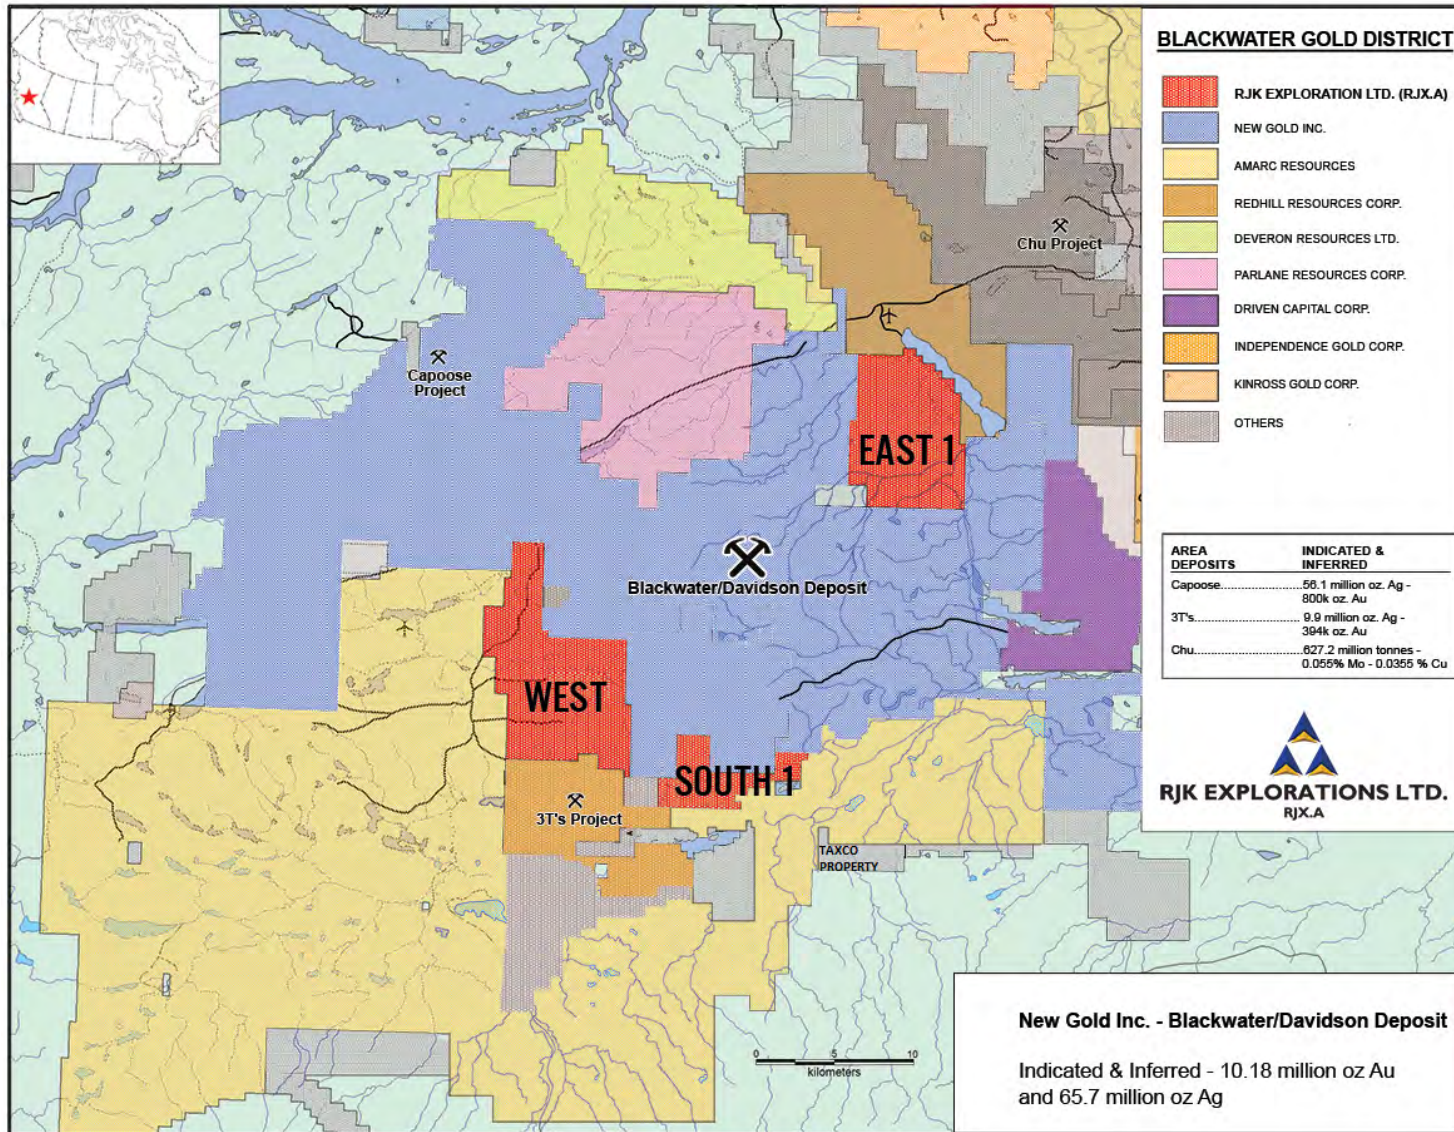 BLACKWATER GOLD DISTRICT
RJK EXPLORATION LTD. (RJX.A)
NEW GOLD INC.
AMARC RESOURCES
REDHILL RESOURCES CORP.
DEVERON RESOURCES LTD.
PARLANE RESOURCES CORP.
DRIVEN CAPITAL CORP.
INDEPENDENCE GOLD CORP.
KINROSS GOLD CORP.
OTHERS
Chu Project
Capoose
Project
EAST 1
Blackwater/Davidson Deposit
WEST
SOUTH 1
3T's Project
TAXCO
PROPERTY
AREA DEPOSITS INDICATED & INFERRED
Capoose..............................56.1 million oz. Ag -
800k oz. Au
3T's.................................... 9.9 million oz. Ag -
394k oz. Au
Chu.....................................627.2 million tonnes -
0.055% Mo - 0.0355 % Cu
RJK EXPLORATIONS LTD.
RJX.A
0 5 10
kilometers
New Gold Inc. - Blackwater/Davidson Deposit
Indicated & Inferred - 10.18 million oz Au
and 65.7 million oz Ag